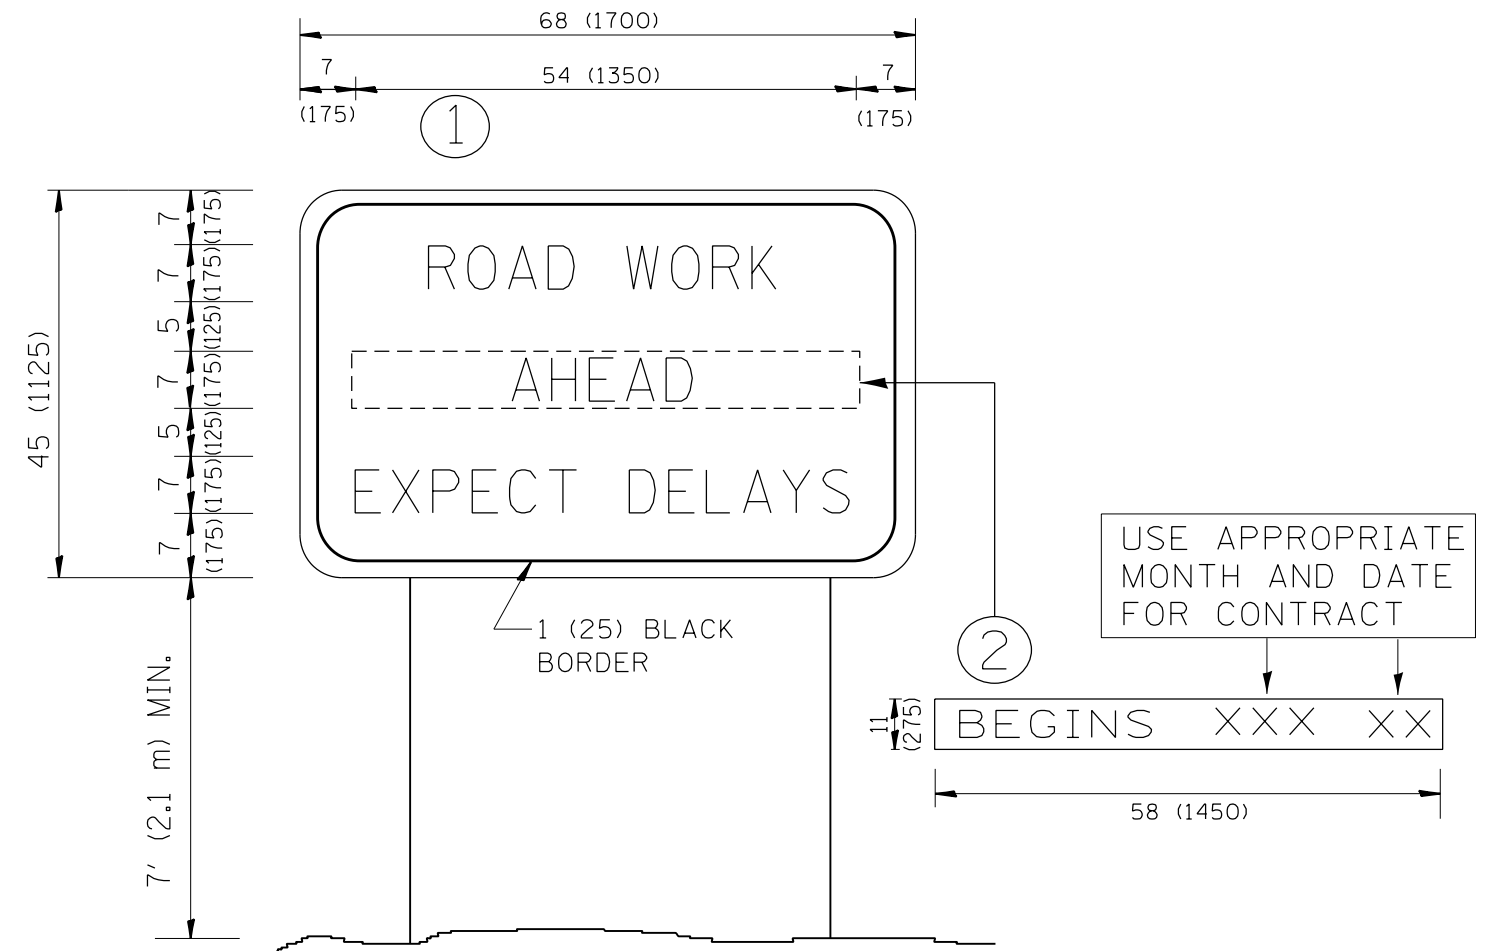 68 (1700)
7
54 (1350)
7
(175)
(175)
1
45 (1125)
7 (175)
7 (175)
5 (125)
7 (175)
5 (125)
7 (175)
7 (175)
ROAD WORK
AHEAD
EXPECT DELAYS
1 (25) BLACK
BORDER
7' (2.1 m) MIN.
USE APPROPRIATE
MONTH AND DATE
FOR CONTRACT
2
11
(275)
BEGINS XXX XX
58 (1450)